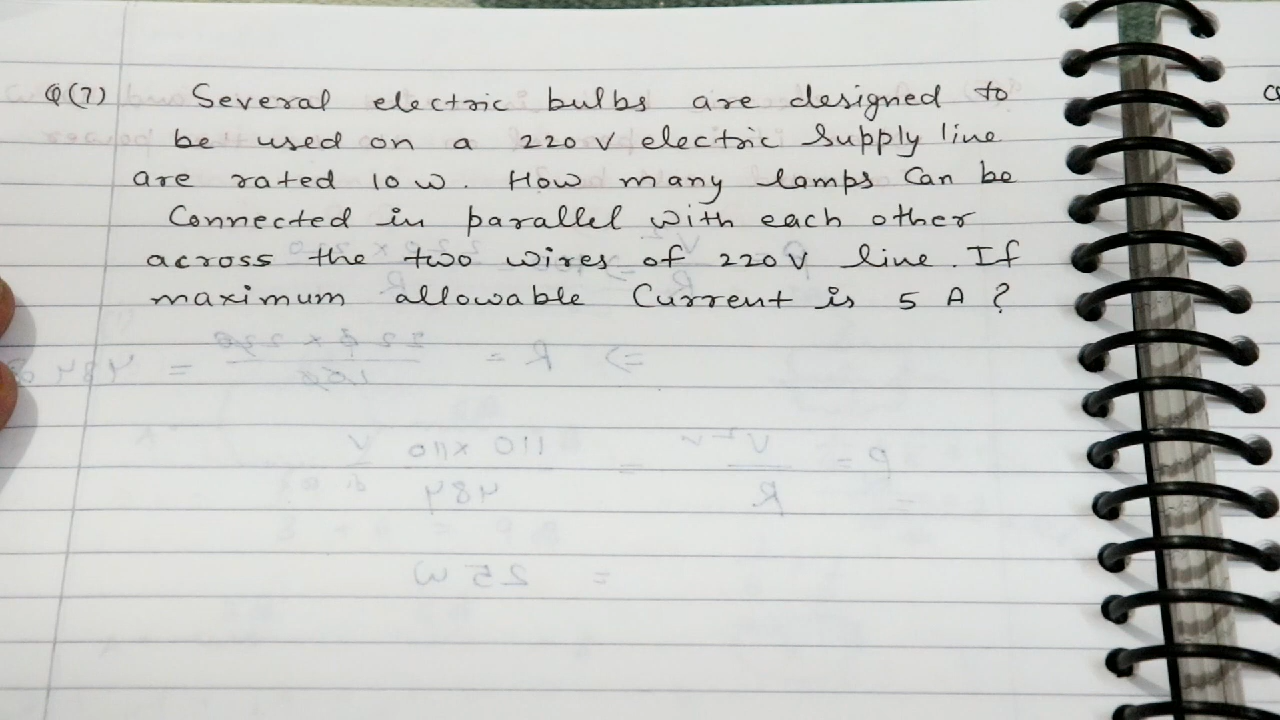 Q(7) Several electric bulbs are designed to
be used on a 220 V electric Supply line
are rated 10 W. How many lamps Can be
Connected in parallel with each other
across the two wires of 220V line. If
maximum allowable Current is 5 A ?